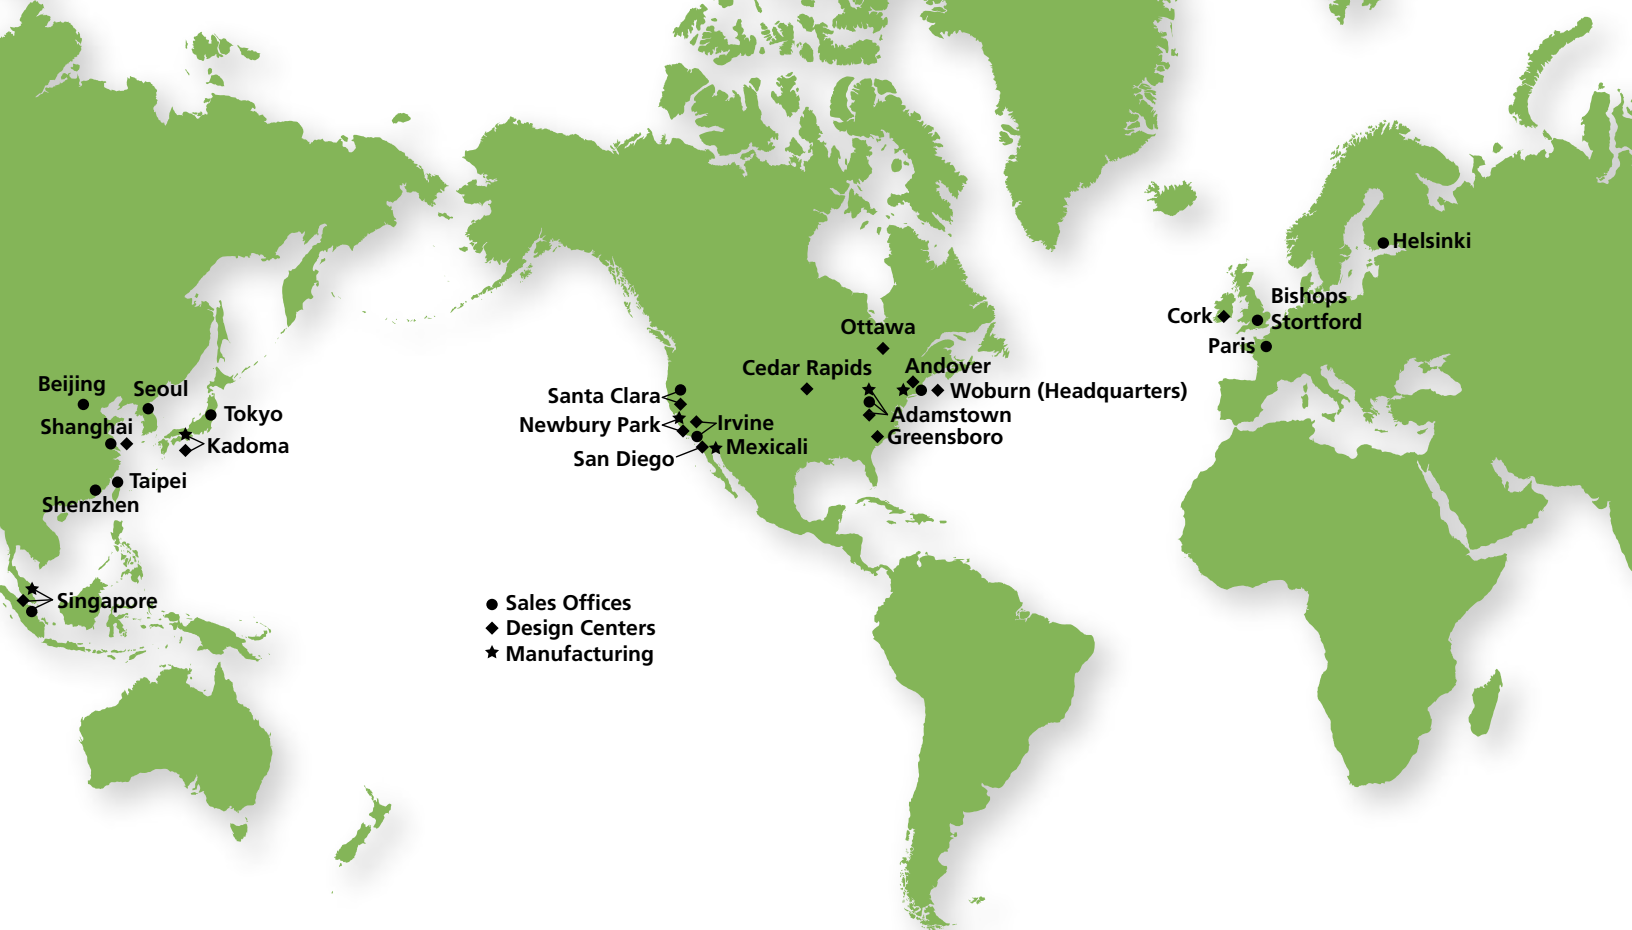 Helsinki
Bishops
Stortford
Cork
Paris
Ottawa
Cedar Rapids
Andover
Woburn (Headquarters)
Adamstown
Greensboro
Santa Clara
Newbury Park
Irvine
Mexicali
San Diego
Beijing
Seoul
Tokyo
Shanghai
Kadoma
Taipei
Shenzhen
Singapore
Sales Offices
Design Centers
Manufacturing